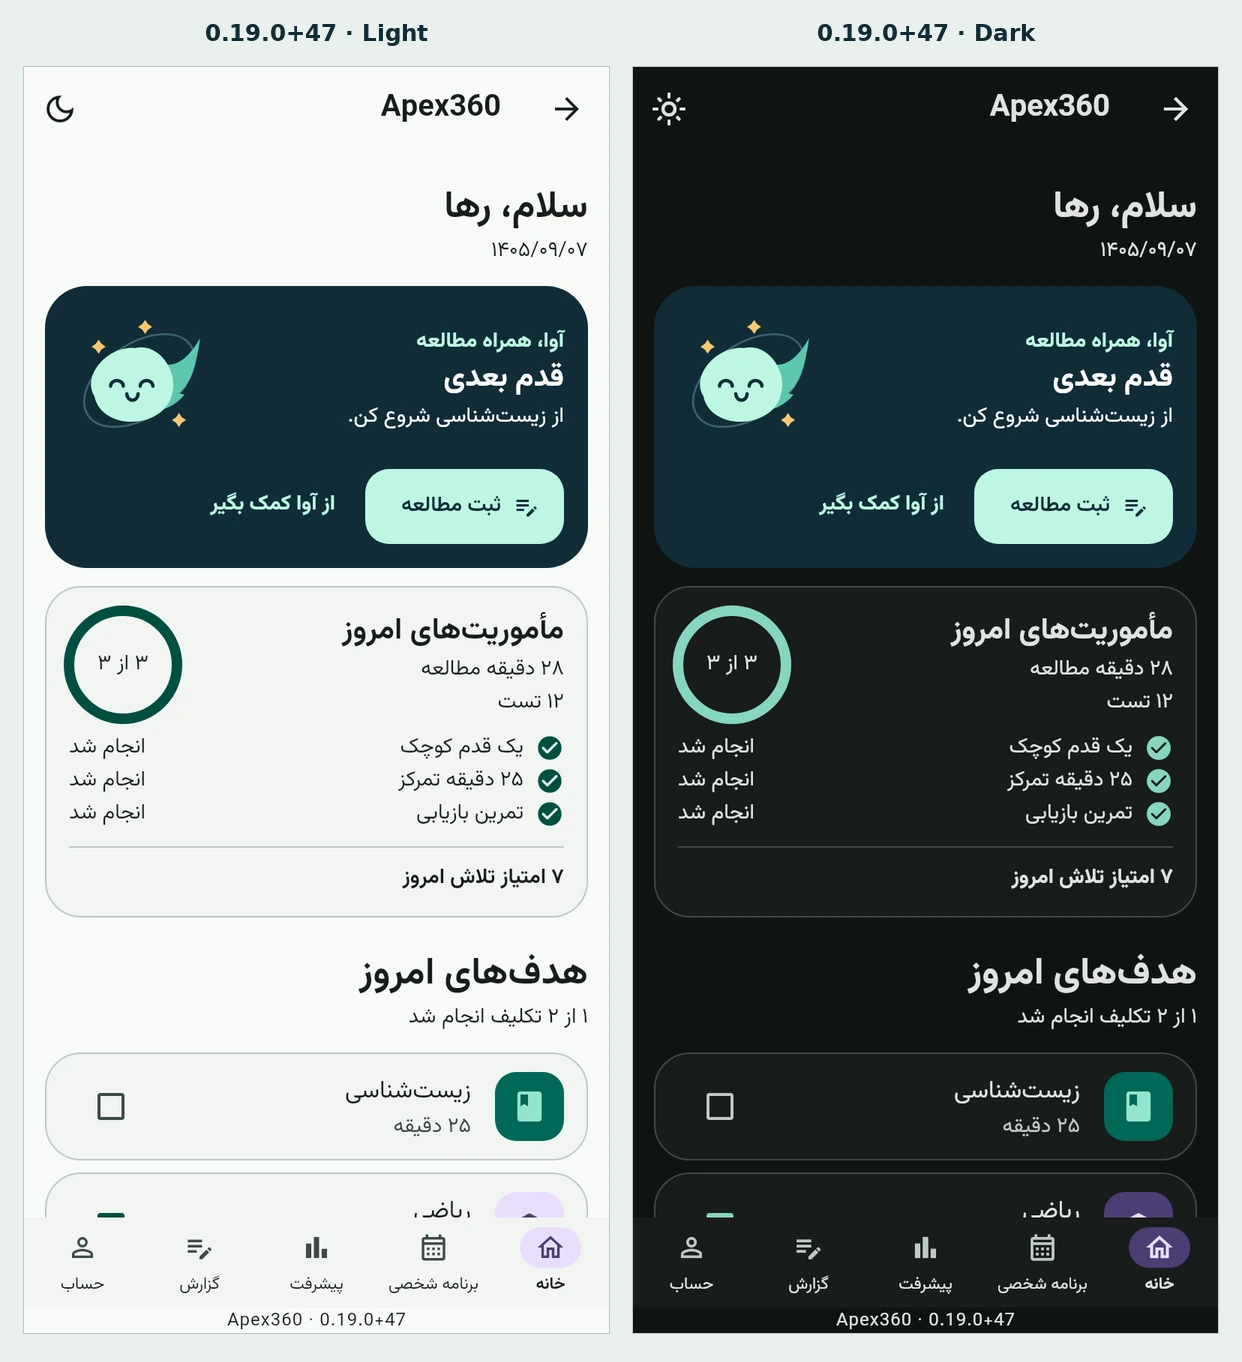 0.19.0+47 · Light
Apex360
سلام، رها
۱۴۰۵/۰۹/۰۷
آوا، همراه مطالعه
قدم بعدی
از زیست‌شناسی شروع کن.
ثبت مطالعه
از آوا کمک بگیر
مأموریت‌های امروز
۲۸ دقیقه مطالعه
۱۲ تست
۳ از ۳
یک قدم کوچک انجام شد
۲۵ دقیقه تمرکز انجام شد
تمرین بازیابی انجام شد
۷ امتیاز تلاش امروز
هدف‌های امروز
۱ از ۲ تکلیف انجام شد
زیست‌شناسی
۲۵ دقیقه
ریاضی
خانه
برنامه شخصی
پیشرفت
گزارش
حساب
Apex360 · 0.19.0+47
0.19.0+47 · Dark
Apex360
سلام، رها
۱۴۰۵/۰۹/۰۷
آوا، همراه مطالعه
قدم بعدی
از زیست‌شناسی شروع کن.
ثبت مطالعه
از آوا کمک بگیر
مأموریت‌های امروز
۲۸ دقیقه مطالعه
۱۲ تست
۳ از ۳
یک قدم کوچک انجام شد
۲۵ دقیقه تمرکز انجام شد
تمرین بازیابی انجام شد
۷ امتیاز تلاش امروز
هدف‌های امروز
۱ از ۲ تکلیف انجام شد
زیست‌شناسی
۲۵ دقیقه
ریاضی
خانه
برنامه شخصی
پیشرفت
گزارش
حساب
Apex360 · 0.19.0+47